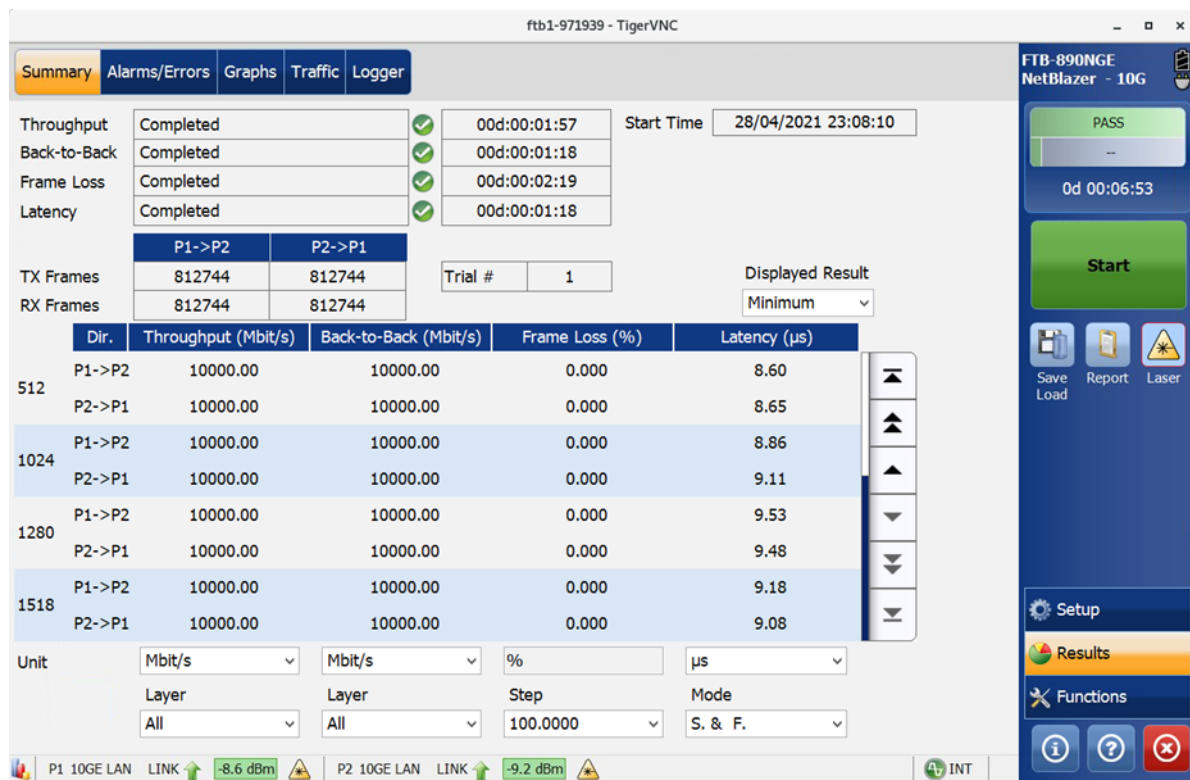 ftb1-971939 - TigerVNC
Summary Alarms/Errors Graphs Traffic Logger
FTB-890NGE
NetBlazer - 10G
Throughput Completed 00d:00:01:57 Start Time 28/04/2021 23:08:10
Back-to-Back Completed 00d:00:01:18
Frame Loss Completed 00d:00:02:19
Latency Completed 00d:00:01:18
PASS
--
0d 00:06:53
P1->P2 P2->P1
TX Frames 812744 812744 Trial # 1 Displayed Result
RX Frames 812744 812744 Minimum
Start
Dir. Throughput (Mbit/s) Back-to-Back (Mbit/s) Frame Loss (%) Latency (µs)
512
P1->P2 10000.00 10000.00 0.000 8.60
P2->P1 10000.00 10000.00 0.000 8.65
1024
P1->P2 10000.00 10000.00 0.000 8.86
P2->P1 10000.00 10000.00 0.000 9.11
1280
P1->P2 10000.00 10000.00 0.000 9.53
P2->P1 10000.00 10000.00 0.000 9.48
1518
P1->P2 10000.00 10000.00 0.000 9.18
P2->P1 10000.00 10000.00 0.000 9.08
Save Load Report Laser
Unit Mbit/s Mbit/s % µs
Layer Layer Step Mode
All All 100.0000 S. & F.
Setup
Results
Functions
P1 10GE LAN LINK -8.6 dBm P2 10GE LAN LINK -9.2 dBm INT